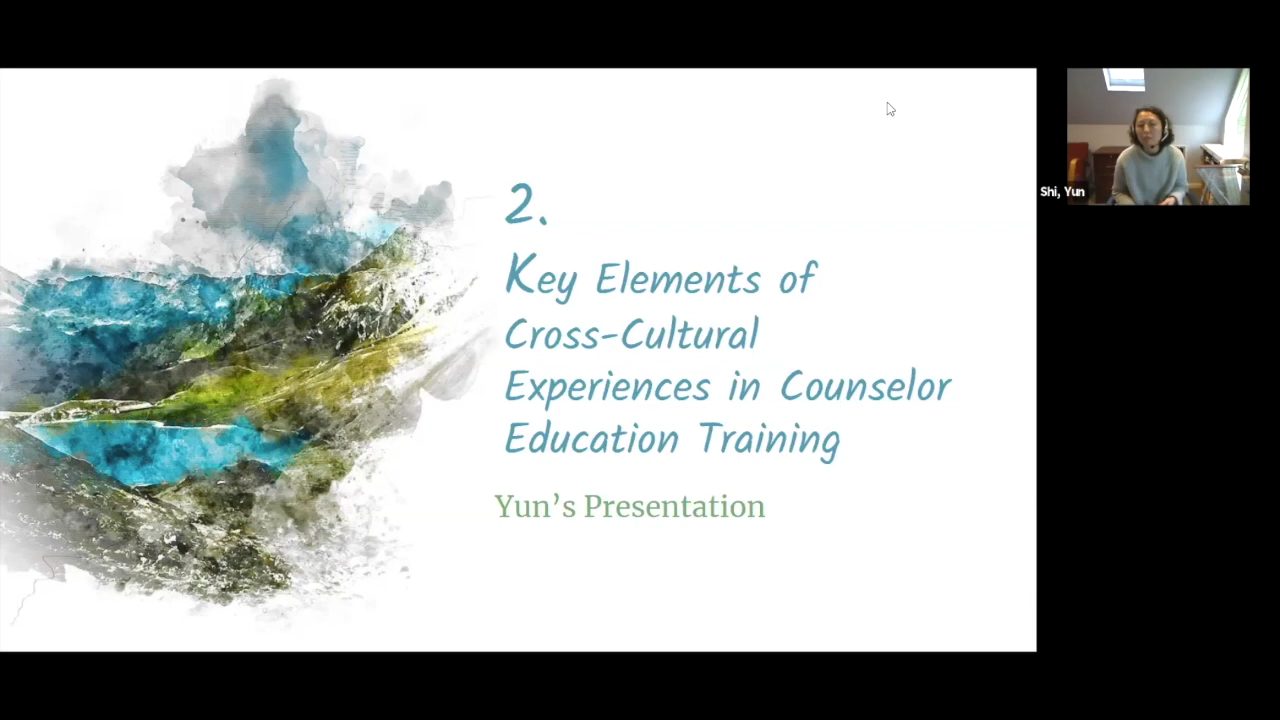 2.
Key Elements of
Cross-Cultural
Experiences in Counselor
Education Training
Yun’s Presentation
Shi, Yun